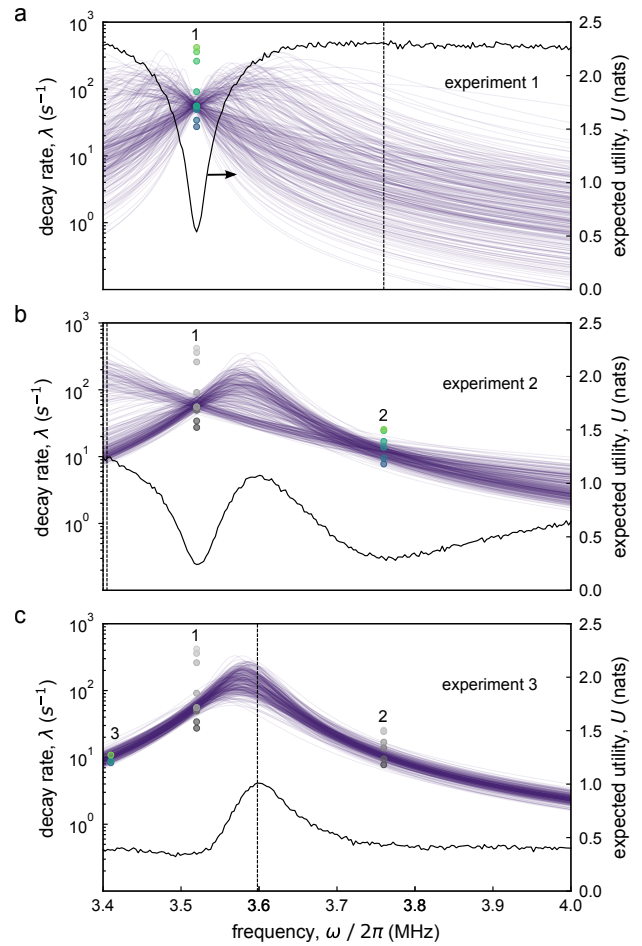 a
1
experiment 1
decay rate, λ (s⁻¹)
10³
10²
10¹
10⁰
expected utility, U (nats)
2.5
2.0
1.5
1.0
0.5
0.0
b
1
2
experiment 2
decay rate, λ (s⁻¹)
10³
10²
10¹
10⁰
expected utility, U (nats)
2.5
2.0
1.5
1.0
0.5
0.0
c
1
2
3
experiment 3
decay rate, λ (s⁻¹)
10³
10²
10¹
10⁰
expected utility, U (nats)
2.5
2.0
1.5
1.0
0.5
0.0
3.4 3.5 3.6 3.7 3.8 3.9 4.0
frequency, ω / 2π (MHz)